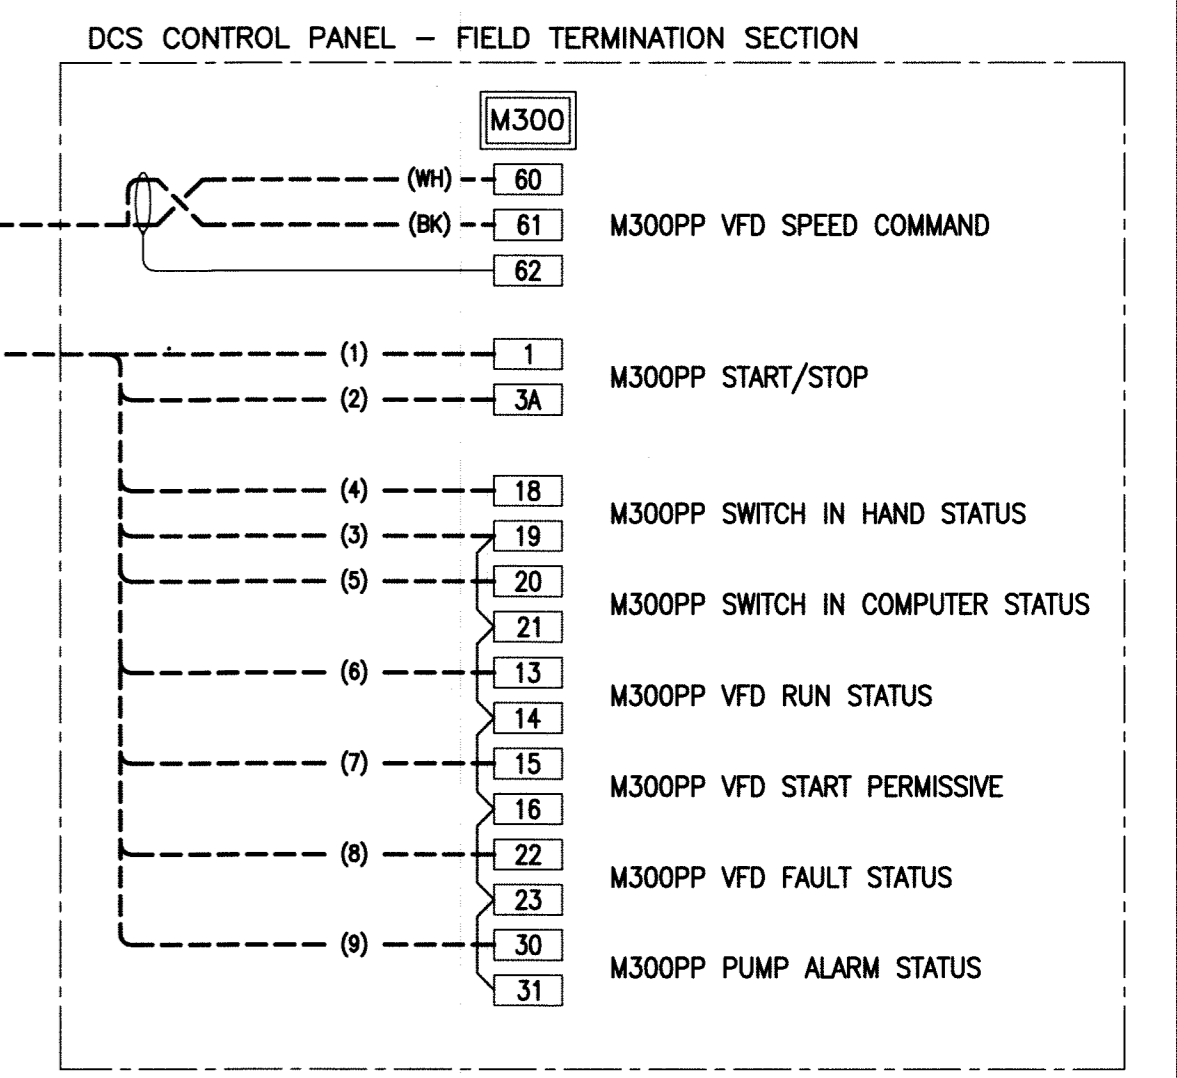 DCS CONTROL PANEL – FIELD TERMINATION SECTION
M300
(WH) 60
(BK) 61 M300PP VFD SPEED COMMAND
62
(1) 1
M300PP START/STOP
(2) 3A
(4) 18
M300PP SWITCH IN HAND STATUS
(3) 19
(5) 20
M300PP SWITCH IN COMPUTER STATUS
21
(6) 13
M300PP VFD RUN STATUS
14
(7) 15
M300PP VFD START PERMISSIVE
16
(8) 22
M300PP VFD FAULT STATUS
23
(9) 30
M300PP PUMP ALARM STATUS
31